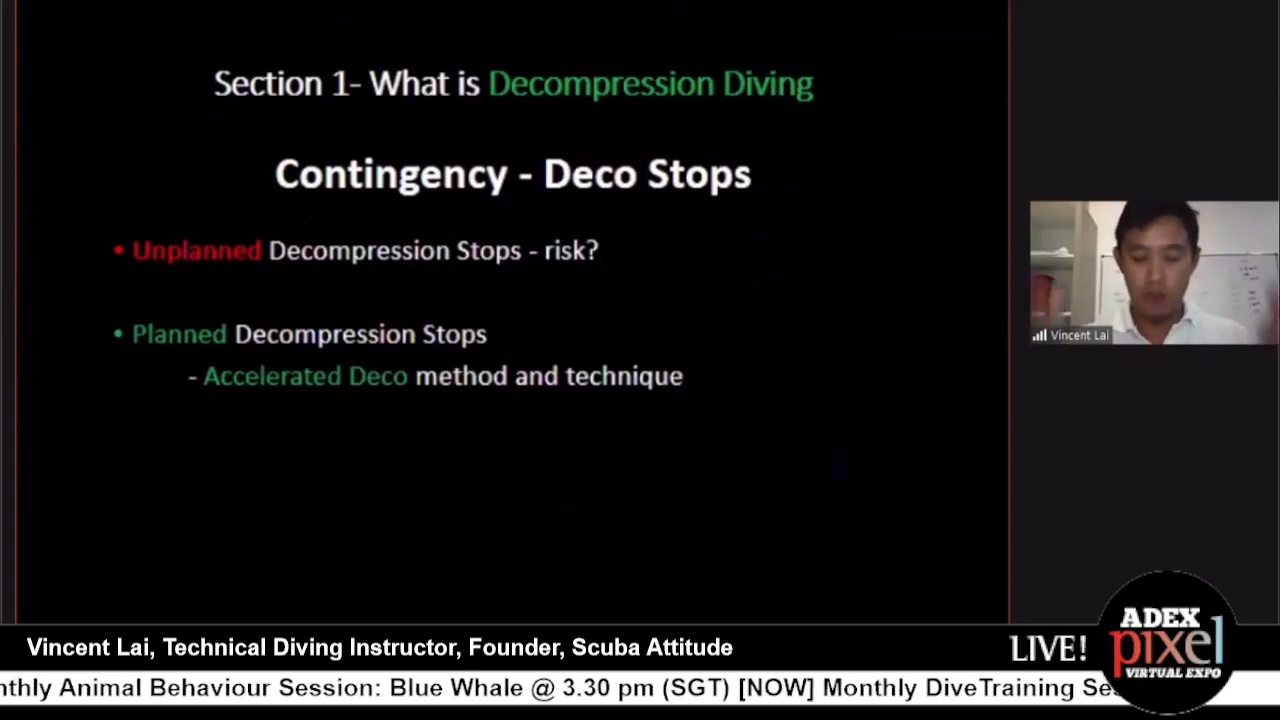 Section 1- What is Decompression Diving
Contingency - Deco Stops
• Unplanned Decompression Stops - risk?
• Planned Decompression Stops
- Accelerated Deco method and technique
Vincent Lai
Vincent Lai, Technical Diving Instructor, Founder, Scuba Attitude
LIVE!
ADEX
pixel
VIRTUAL EXPO
Animal Behaviour Session: Blue Whale @ 3.30 pm (SGT) [NOW] Monthly DiveTraining